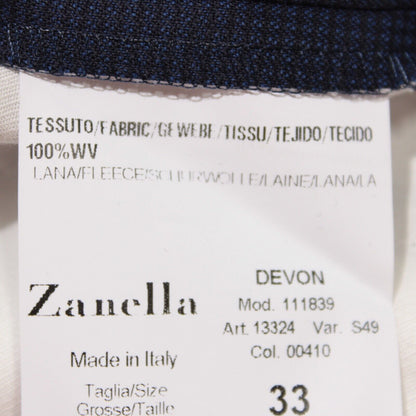 TESSUTO/FABRIC/GEWEBE/TISSU/TEJIDO/TECIDO
100%WV
LANA/FLEECE/SCHURWOLLE/LAINE/LANA/LA
Zanella
DEVON
Mod. 111839
Art. 13324 Var. S49
Col. 00410
Made in Italy
Taglia/Size
Grosse/Taille
33